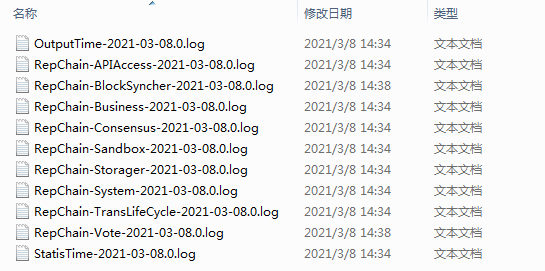 名称 修改日期 类型
OutputTime-2021-03-08.0.log 2021/3/8 14:34 文本文档
RepChain-APIAccess-2021-03-08.0.log 2021/3/8 14:34 文本文档
RepChain-BlockSyncher-2021-03-08.0.log 2021/3/8 14:38 文本文档
RepChain-Business-2021-03-08.0.log 2021/3/8 14:34 文本文档
RepChain-Consensus-2021-03-08.0.log 2021/3/8 14:34 文本文档
RepChain-Sandbox-2021-03-08.0.log 2021/3/8 14:34 文本文档
RepChain-Storager-2021-03-08.0.log 2021/3/8 14:34 文本文档
RepChain-System-2021-03-08.0.log 2021/3/8 14:34 文本文档
RepChain-TransLifeCycle-2021-03-08.0.log 2021/3/8 14:34 文本文档
RepChain-Vote-2021-03-08.0.log 2021/3/8 14:38 文本文档
StatisTime-2021-03-08.0.log 2021/3/8 14:34 文本文档